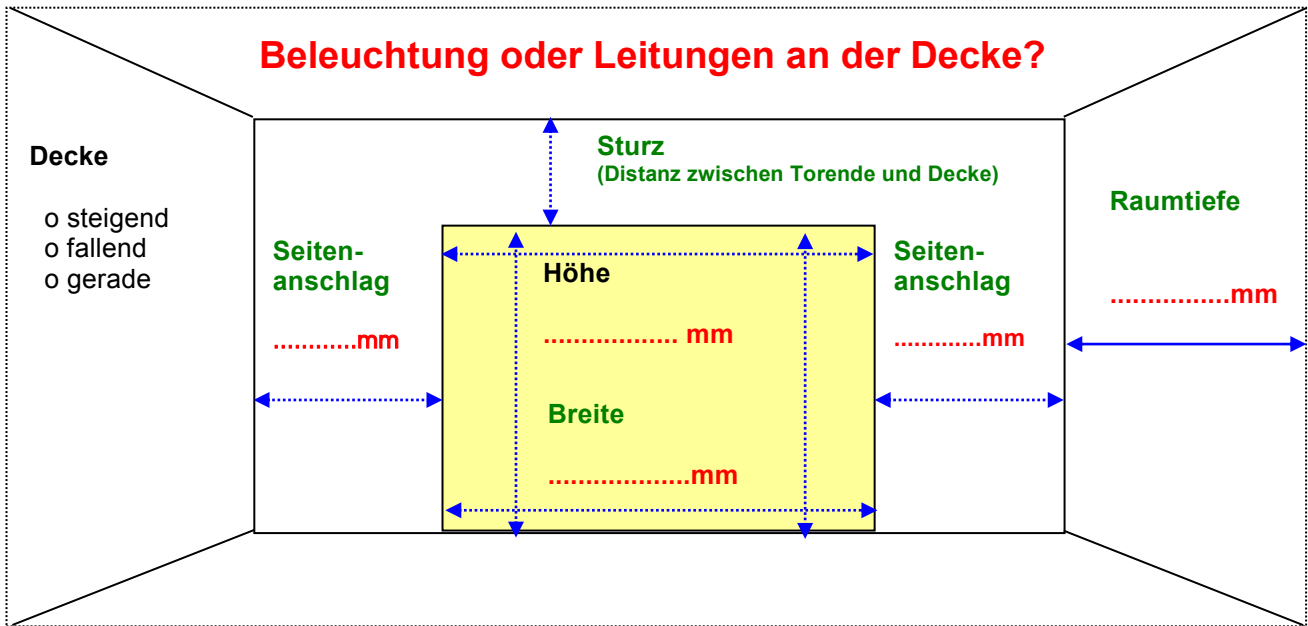 Beleuchtung oder Leitungen an der Decke?
Decke
o steigend
o fallend
o gerade
Sturz
(Distanz zwischen Torende und Decke)
Seiten-
anschlag
............mm
Höhe
.................. mm
Breite
...................mm
Seiten-
anschlag
............mm
Raumtiefe
................mm